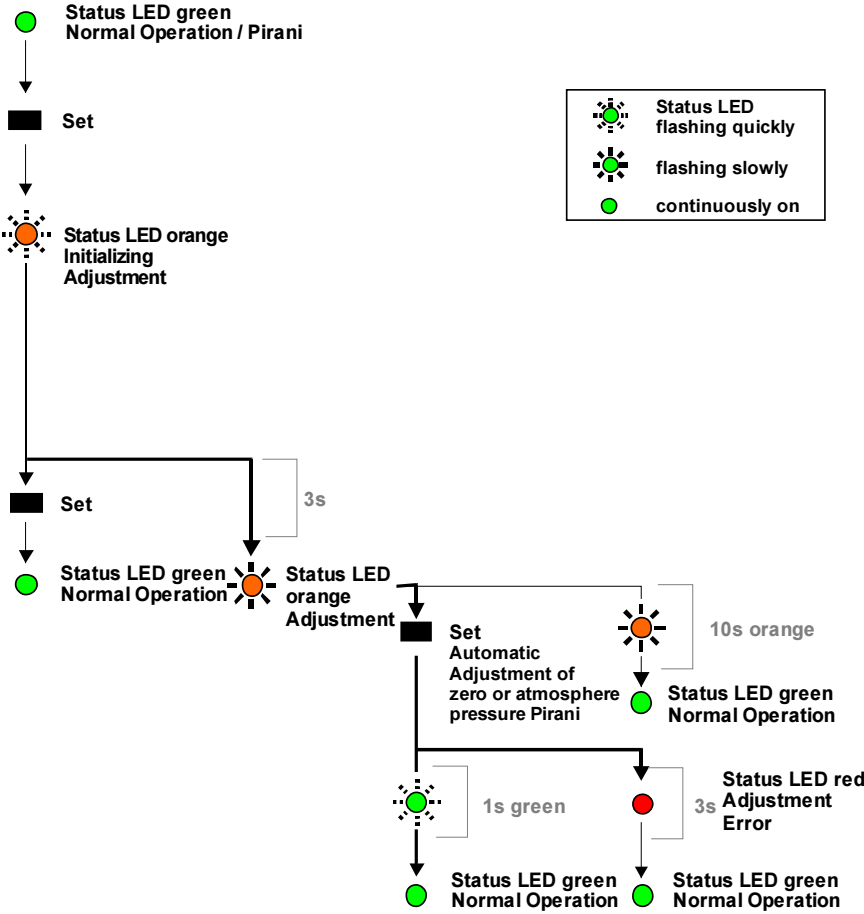 Status LED green
Normal Operation / Pirani
Set
Status LED
flashing quickly
flashing slowly
continuously on
Status LED orange
Initializing
Adjustment
3s
Set
Status LED green
Normal Operation
Status LED
orange
Adjustment
Set
Automatic
Adjustment of
zero or atmosphere
pressure Pirani
10s orange
Status LED green
Normal Operation
1s green
3s
Status LED red
Adjustment
Error
Status LED green
Normal Operation
Status LED green
Normal Operation